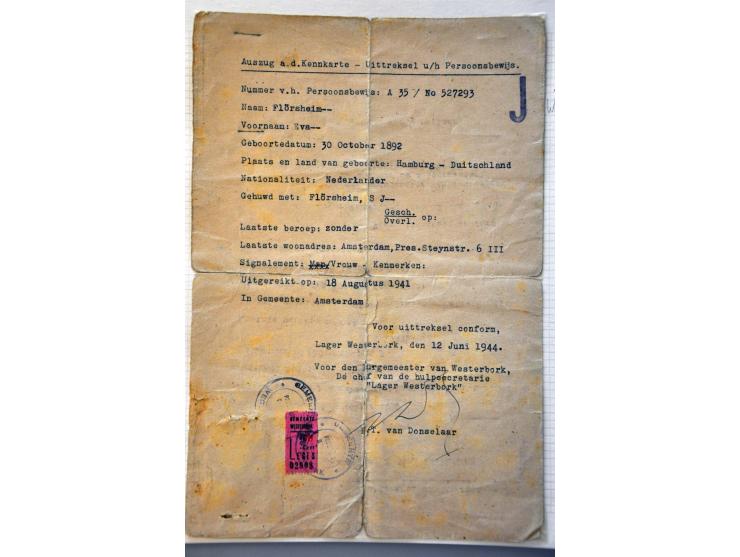 Auszug a.d.Kennkarte - Uittreksel u/h Persoonsbewijs.
J
Nummer v.h. Persoonsbewijs: A 35 / No 527293
Naam: Flörsheim--
Voornaam: Eva--
Geboortedatum: 30 October 1892
Plaats en land van geboorte: Hamburg - Duitschland
Nationaliteit: Nederlander
Gehuwd met: Flörsheim, S J--
Gesch.
Overl. op:
Laatste beroep: zonder
Laatste woonadres: Amsterdam,Pres.Steynstr. 6 III
Signalement: Man/Vrouw - Kenmerken:
Uitgereikt op: 18 Augustus 1941
In Gemeente: Amsterdam
Voor uittreksel conform,
Lager Westerbork, den 12 Juni 1944.
Voor den Burgemeester van Westerbork,
De chef van de hulpsecretarie
"Lager Westerbork"
van Donselaar
GEMEENTE
WESTERBORK
LEGES